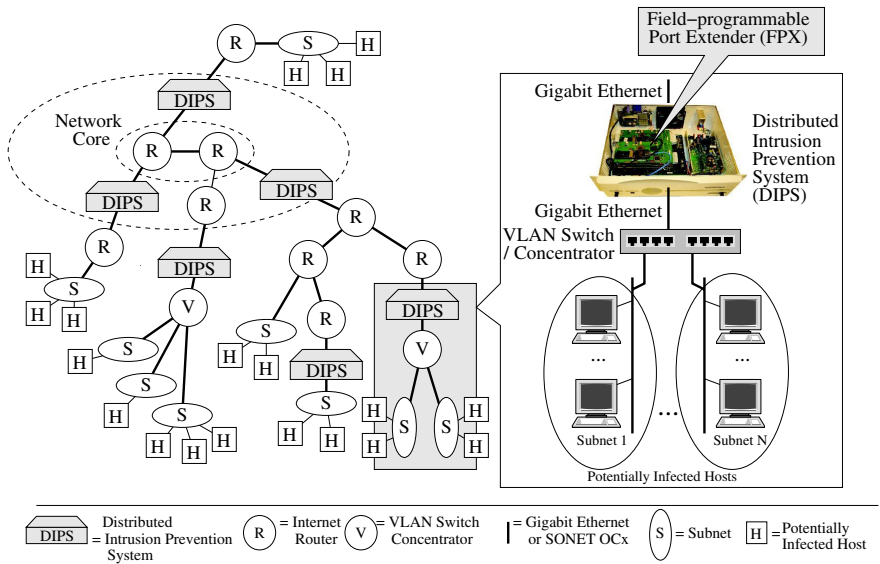 Field-programmable
Port Extender (FPX)
R
S
H
H
H
DIPS
Network
Core
R
R
DIPS
DIPS
R
R
R
DIPS
R
R
H
S
H
H
V
DIPS
S
H
R
S
H
H
DIPS
V
S
H
S
H
H
H
DIPS
S
H
H
H
H
S
S
H
H
Gigabit Ethernet
Distributed
Intrusion
Prevention
System
(DIPS)
Gigabit Ethernet
VLAN Switch
/ Concentrator
...
...
...
Subnet 1
Subnet N
Potentially Infected Hosts
DIPS
Distributed
= Intrusion Prevention
System
R
= Internet
Router
V
= VLAN Switch
Concentrator
= Gigabit Ethernet
or SONET OCx
S
= Subnet
H
= Potentially
Infected Host